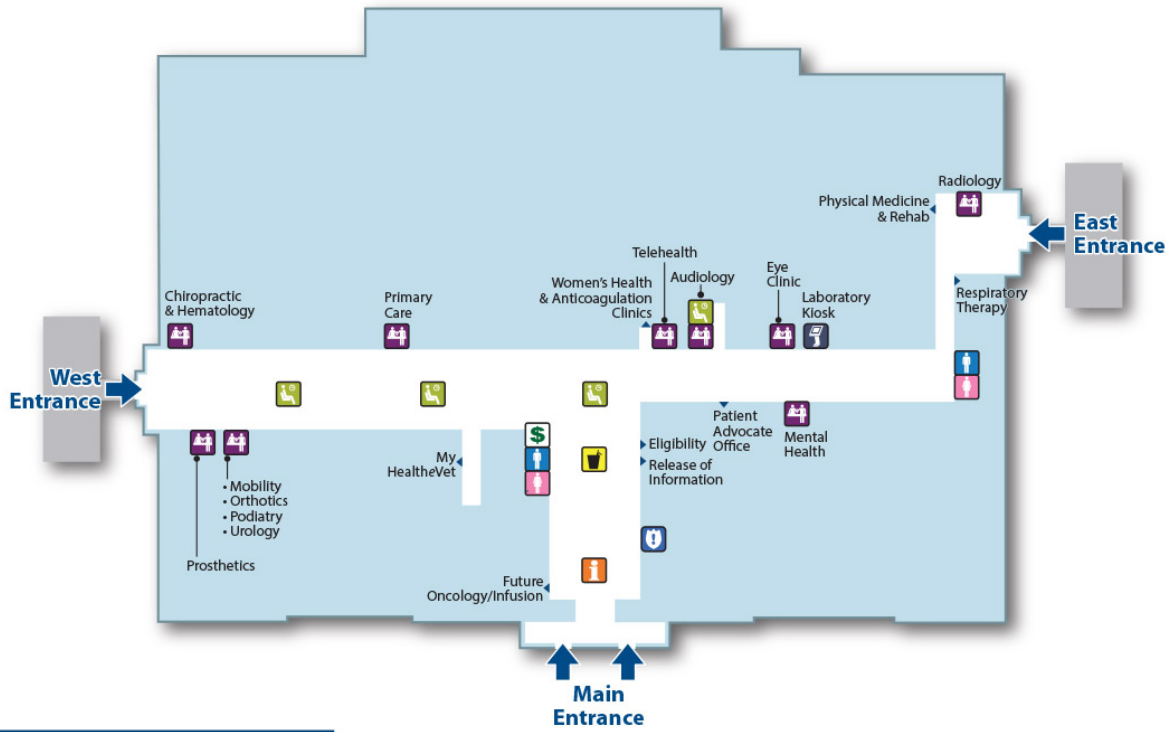 Radiology
Physical Medicine
& Rehab
East
Entrance
Telehealth
Women's Health
& Anticoagulation
Clinics
Audiology
Eye
Clinic
Laboratory
Kiosk
Respiratory
Therapy
Chiropractic
& Hematology
Primary
Care
West
Entrance
$
My
HealtheVet
Eligibility
Release of
Information
Patient
Advocate
Office
Mental
Health
• Mobility
• Orthotics
• Podiatry
• Urology
Prosthetics
!
i
Future
Oncology/Infusion
Main
Entrance